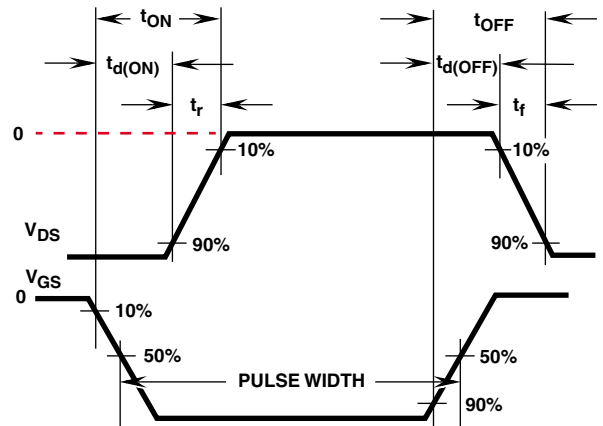 tON tOFF
td(ON) td(OFF)
tr tf
0
10% 10%
VDS 90% 90%
VGS
0
10%
50% 50%
PULSE WIDTH
90%